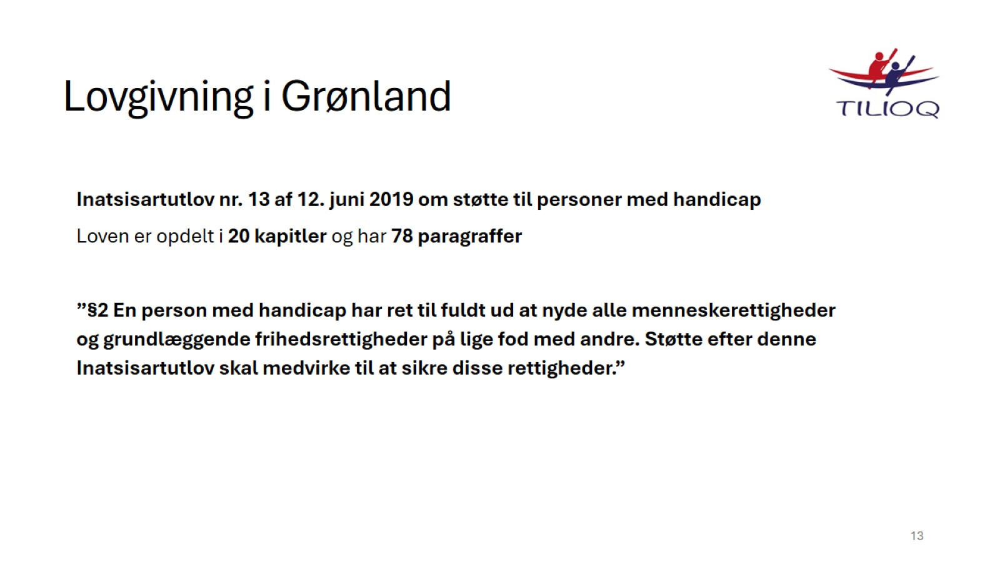 Lovgivning i Grønland
TILIOQ
Inatsisartutlov nr. 13 af 12. juni 2019 om støtte til personer med handicap
Loven er opdelt i 20 kapitler og har 78 paragraffer
”§2 En person med handicap har ret til fuldt ud at nyde alle menneskerettigheder
og grundlæggende frihedsrettigheder på lige fod med andre. Støtte efter denne
Inatsisartutlov skal medvirke til at sikre disse rettigheder.”
13